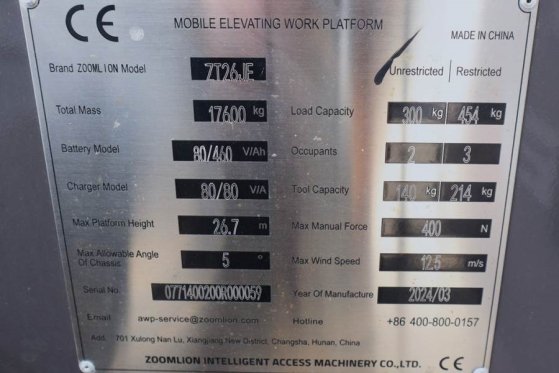 CE MOBILE ELEVATING WORK PLATFORM
MADE IN CHINA
Brand ZOOMLION Model ZT26JE Unrestricted Restricted
Total Mass 17600 kg Load Capacity 300 kg 454 kg
Battery Model 80/460 V/Ah Occupants 2 3
Charger Model 80/80 V/A Tool Capacity 140 kg 214 kg
Max Platform Height 26.7 m Max Manual Force 400 N
Max Allowable Angle
Of Chassis 5 ° Max Wind Speed 12.5 m/s
Serial No. 0771400200R000059 Year Of Manufacture 2024/03
Email awp-service@zoomlion.com Hotline +86 400-800-0157
Add. 701 Xulong Nan Lu, Xiangjiang New District, Changsha, Hunan, China
ZOOMLION INTELLIGENT ACCESS MACHINERY CO.,LTD. CE